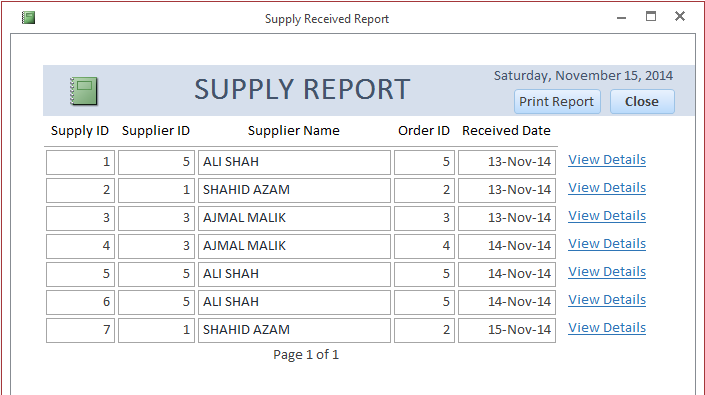 Supply Received Report
Saturday, November 15, 2014
SUPPLY REPORT
Print Report Close
Supply ID Supplier ID Supplier Name Order ID Received Date
1 5 ALI SHAH 5 13-Nov-14 View Details
2 1 SHAHID AZAM 2 13-Nov-14 View Details
3 3 AJMAL MALIK 3 13-Nov-14 View Details
4 3 AJMAL MALIK 4 14-Nov-14 View Details
5 5 ALI SHAH 5 14-Nov-14 View Details
6 5 ALI SHAH 5 14-Nov-14 View Details
7 1 SHAHID AZAM 2 15-Nov-14 View Details
Page 1 of 1